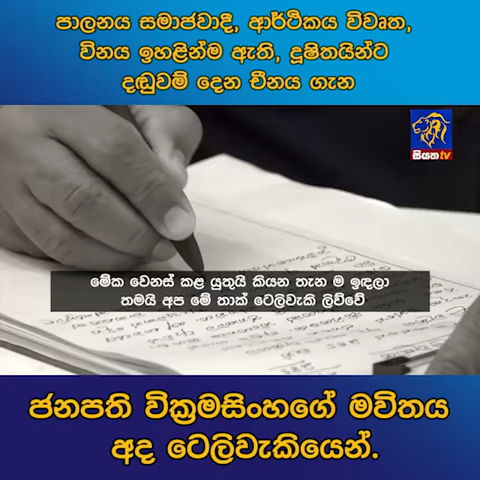 පාලනය සමාජවාදී, ආර්ථිකය විවෘත,
විනය ඉහළින්ම ඇති, දූෂිතයින්ට
දඬුවම් දෙන චීනය ගැන
සියත tv
මේක වෙනස් කළ යුතුයි කියන තැන ම ඉඳලා
තමයි අප මේ තාක් ටෙලිවැකි ලිව්වේ
ජනපති වික්‍රමසිංහගේ මවිතය
අද ටෙලිවැකියෙන්.